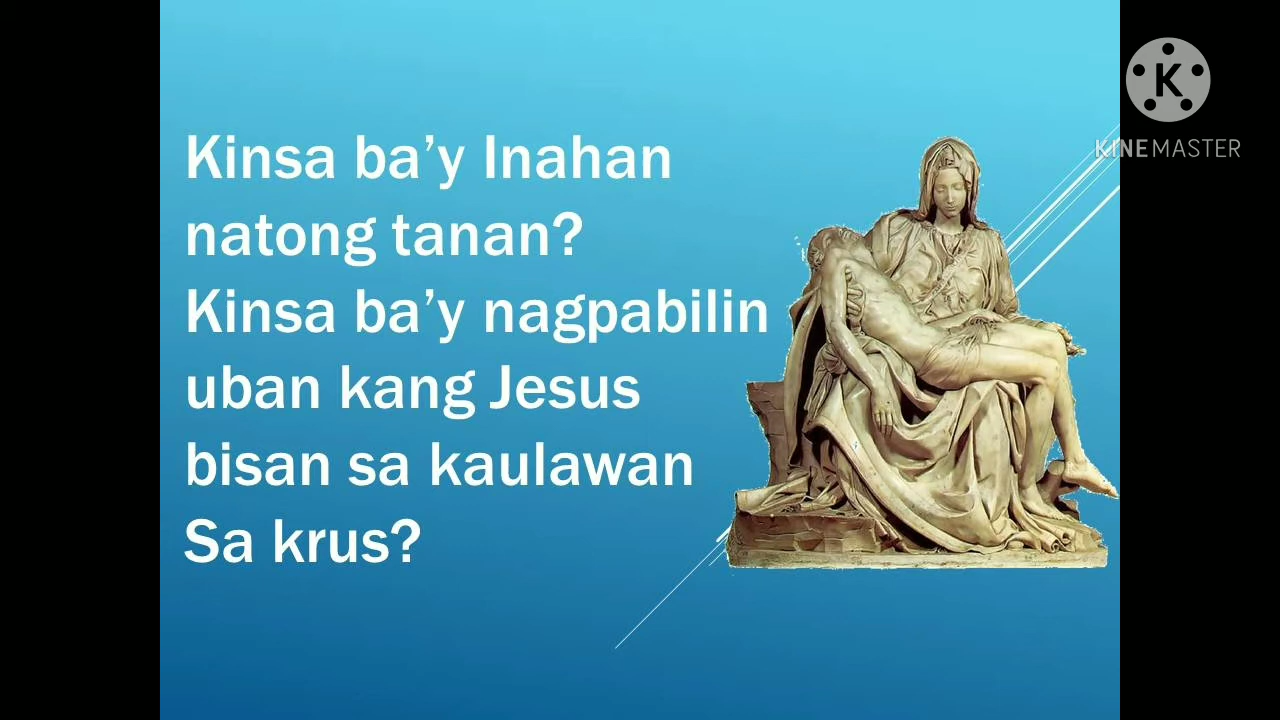 Kinsa ba’y Inahan
natong tanan?
Kinsa ba’y nagpabilin
uban kang Jesus
bisan sa kaulawan
Sa krus?
K
KINEMASTER